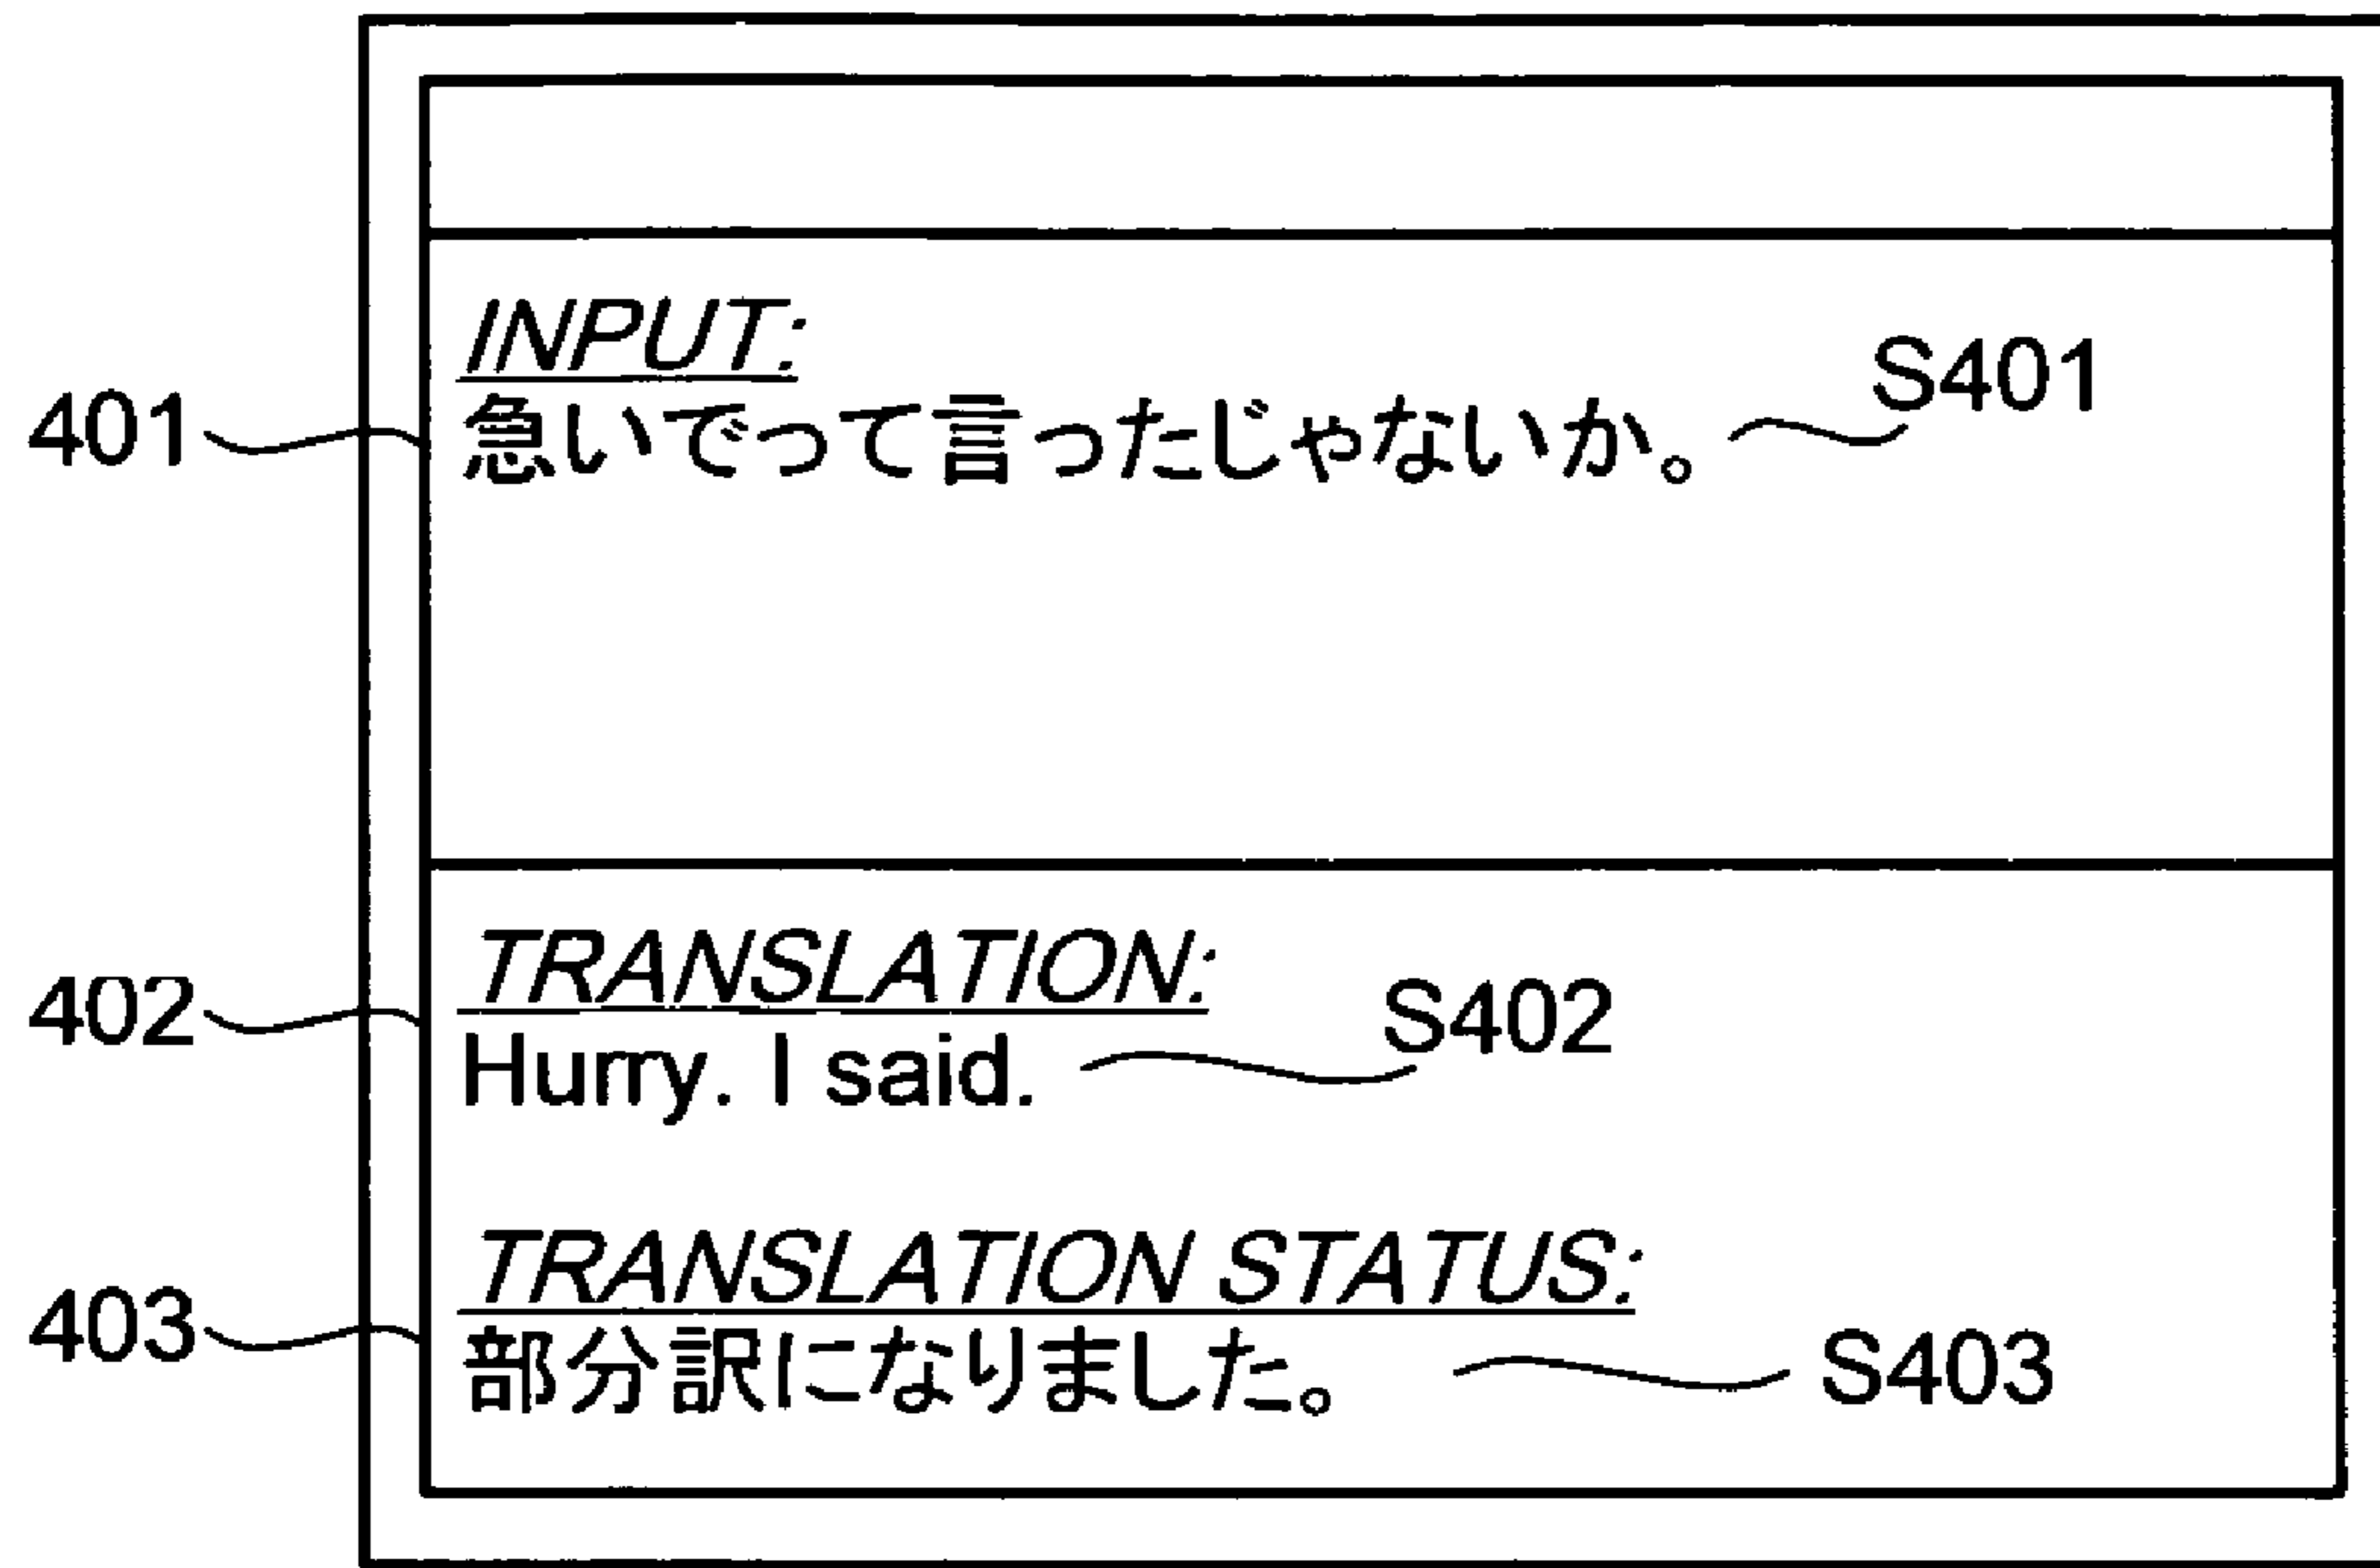 INPUT:
S401
401
急いでって言ったじゃないか。
TRANSLATION:
402
S402
Hurry. I said.
TRANSLATION STATUS:
403
部分訳になりました。
S403